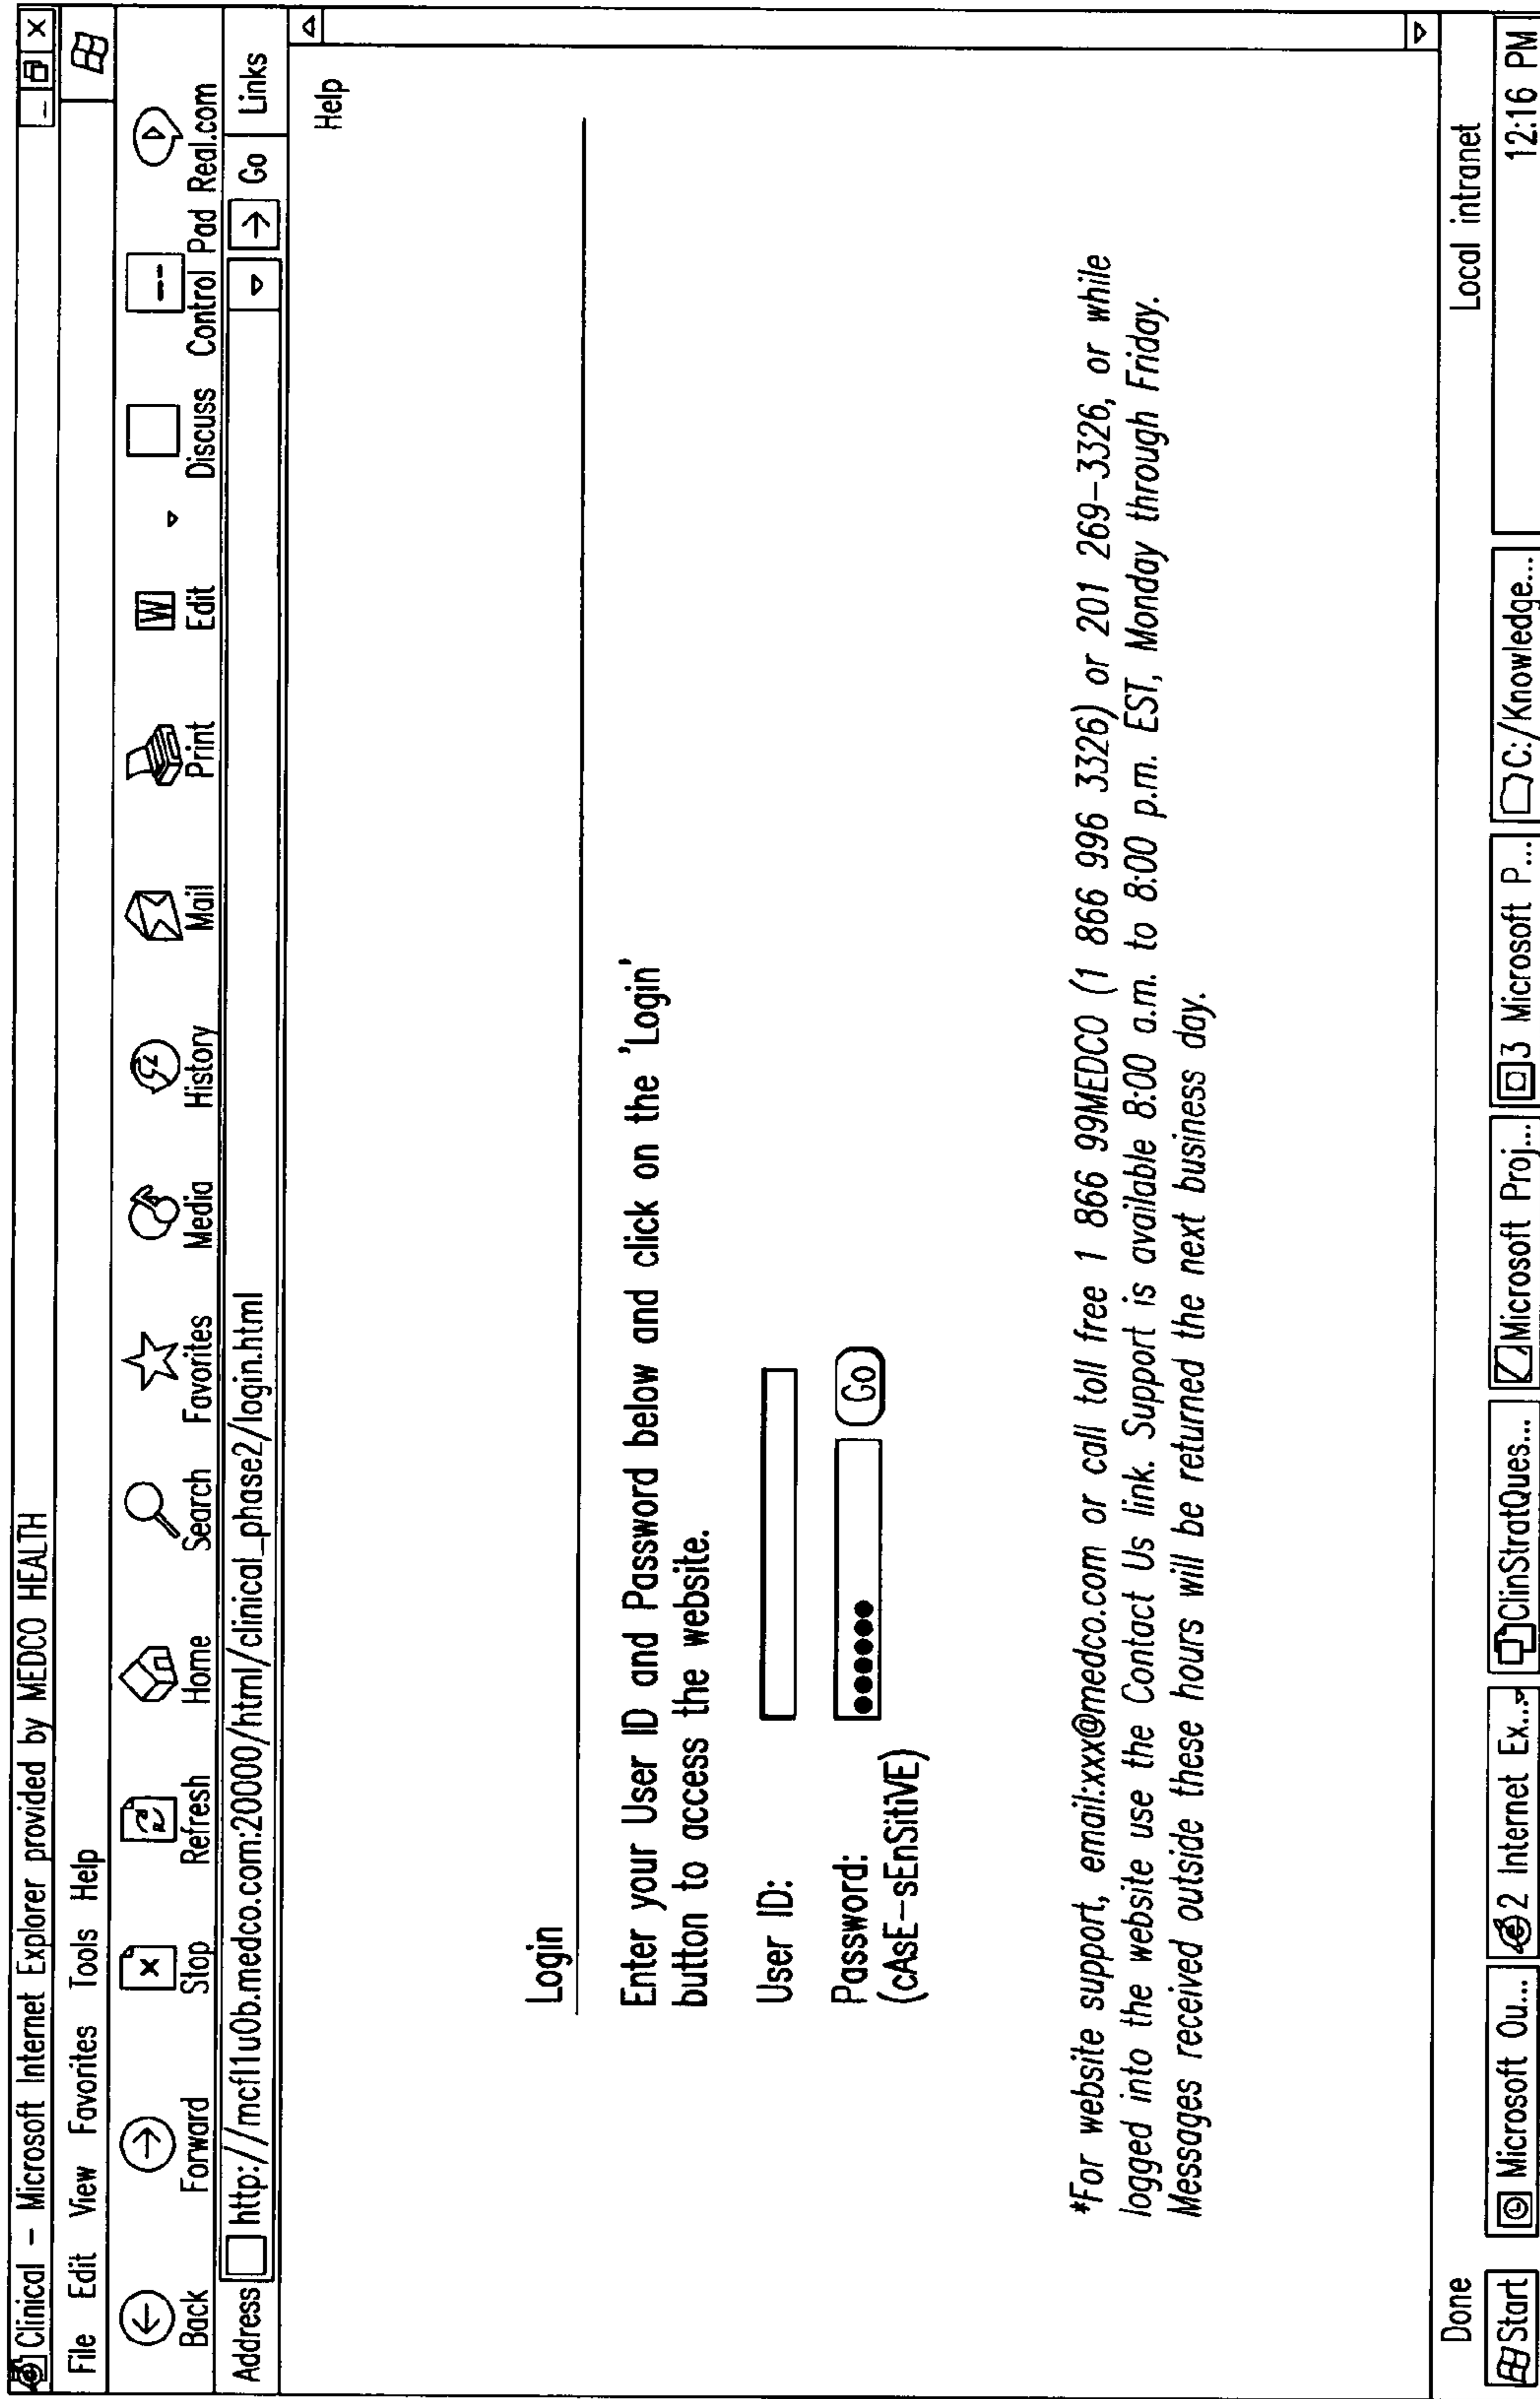 Clinical – Microsoft Internet Explorer provided by MEDCO HEALTH
File Edit View Favorites Tools Help
Back Forward Stop Refresh Home Search Favorites Media History Mail Print Edit Discuss Control Pad Real.com
Address http://mcfl1u0b.medco.com:20000/html/clinical_phase2/login.html Go Links
Help
Login
Enter your User ID and Password below and click on the 'Login'
button to access the website.
User ID:
Password: ●●●●●● Go
(cAsE–sEnSitiVE)
*For website support, email:xxx@medco.com or call toll free 1 866 99MEDCO (1 866 996 3326) or 201 269–3326, or while
logged into the website use the Contact Us link. Support is available 8:00 a.m. to 8:00 p.m. EST, Monday through Friday.
Messages received outside these hours will be returned the next business day.
Done Local intranet
Start Microsoft Ou... 2 Internet Ex... ClinStratQues... Microsoft Proj... 3 Microsoft P... C:/Knowledge... 12:16 PM